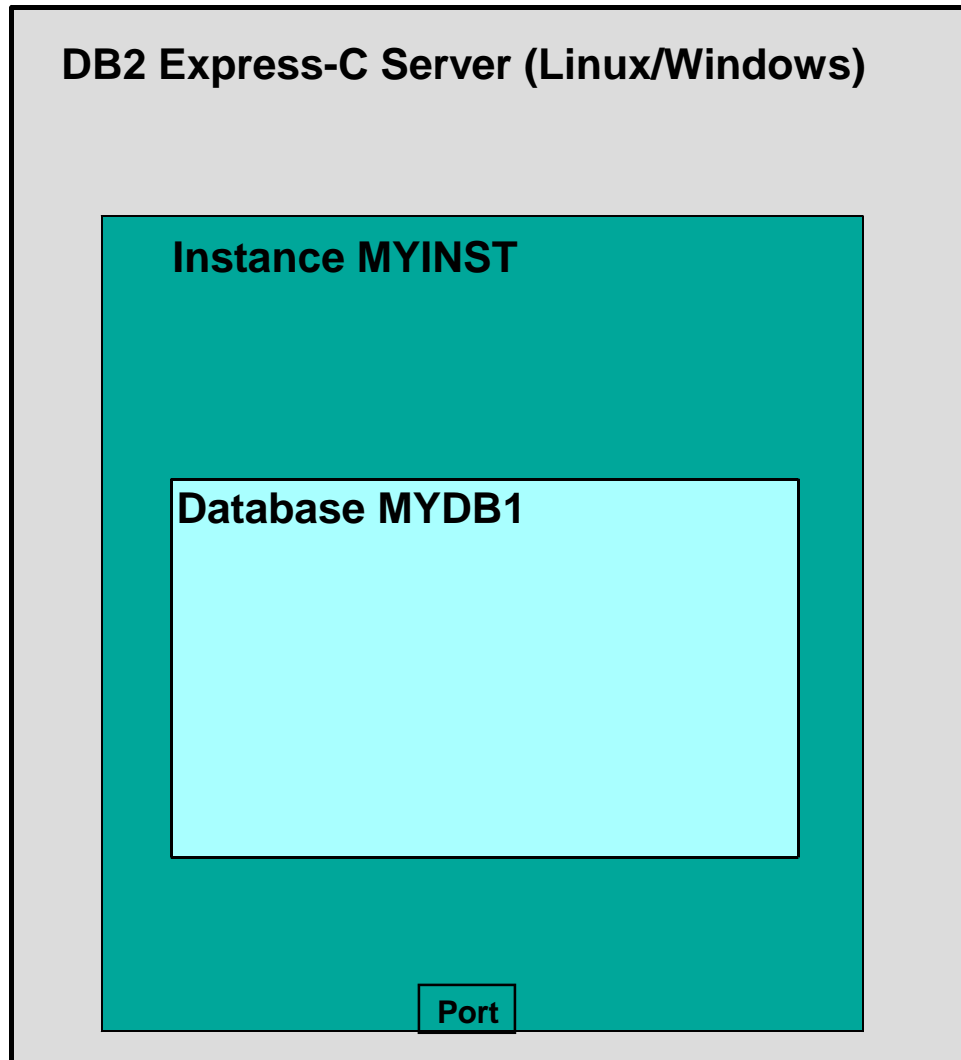 DB2 Express-C Server (Linux/Windows)
Instance MYINST
Database MYDB1
Port